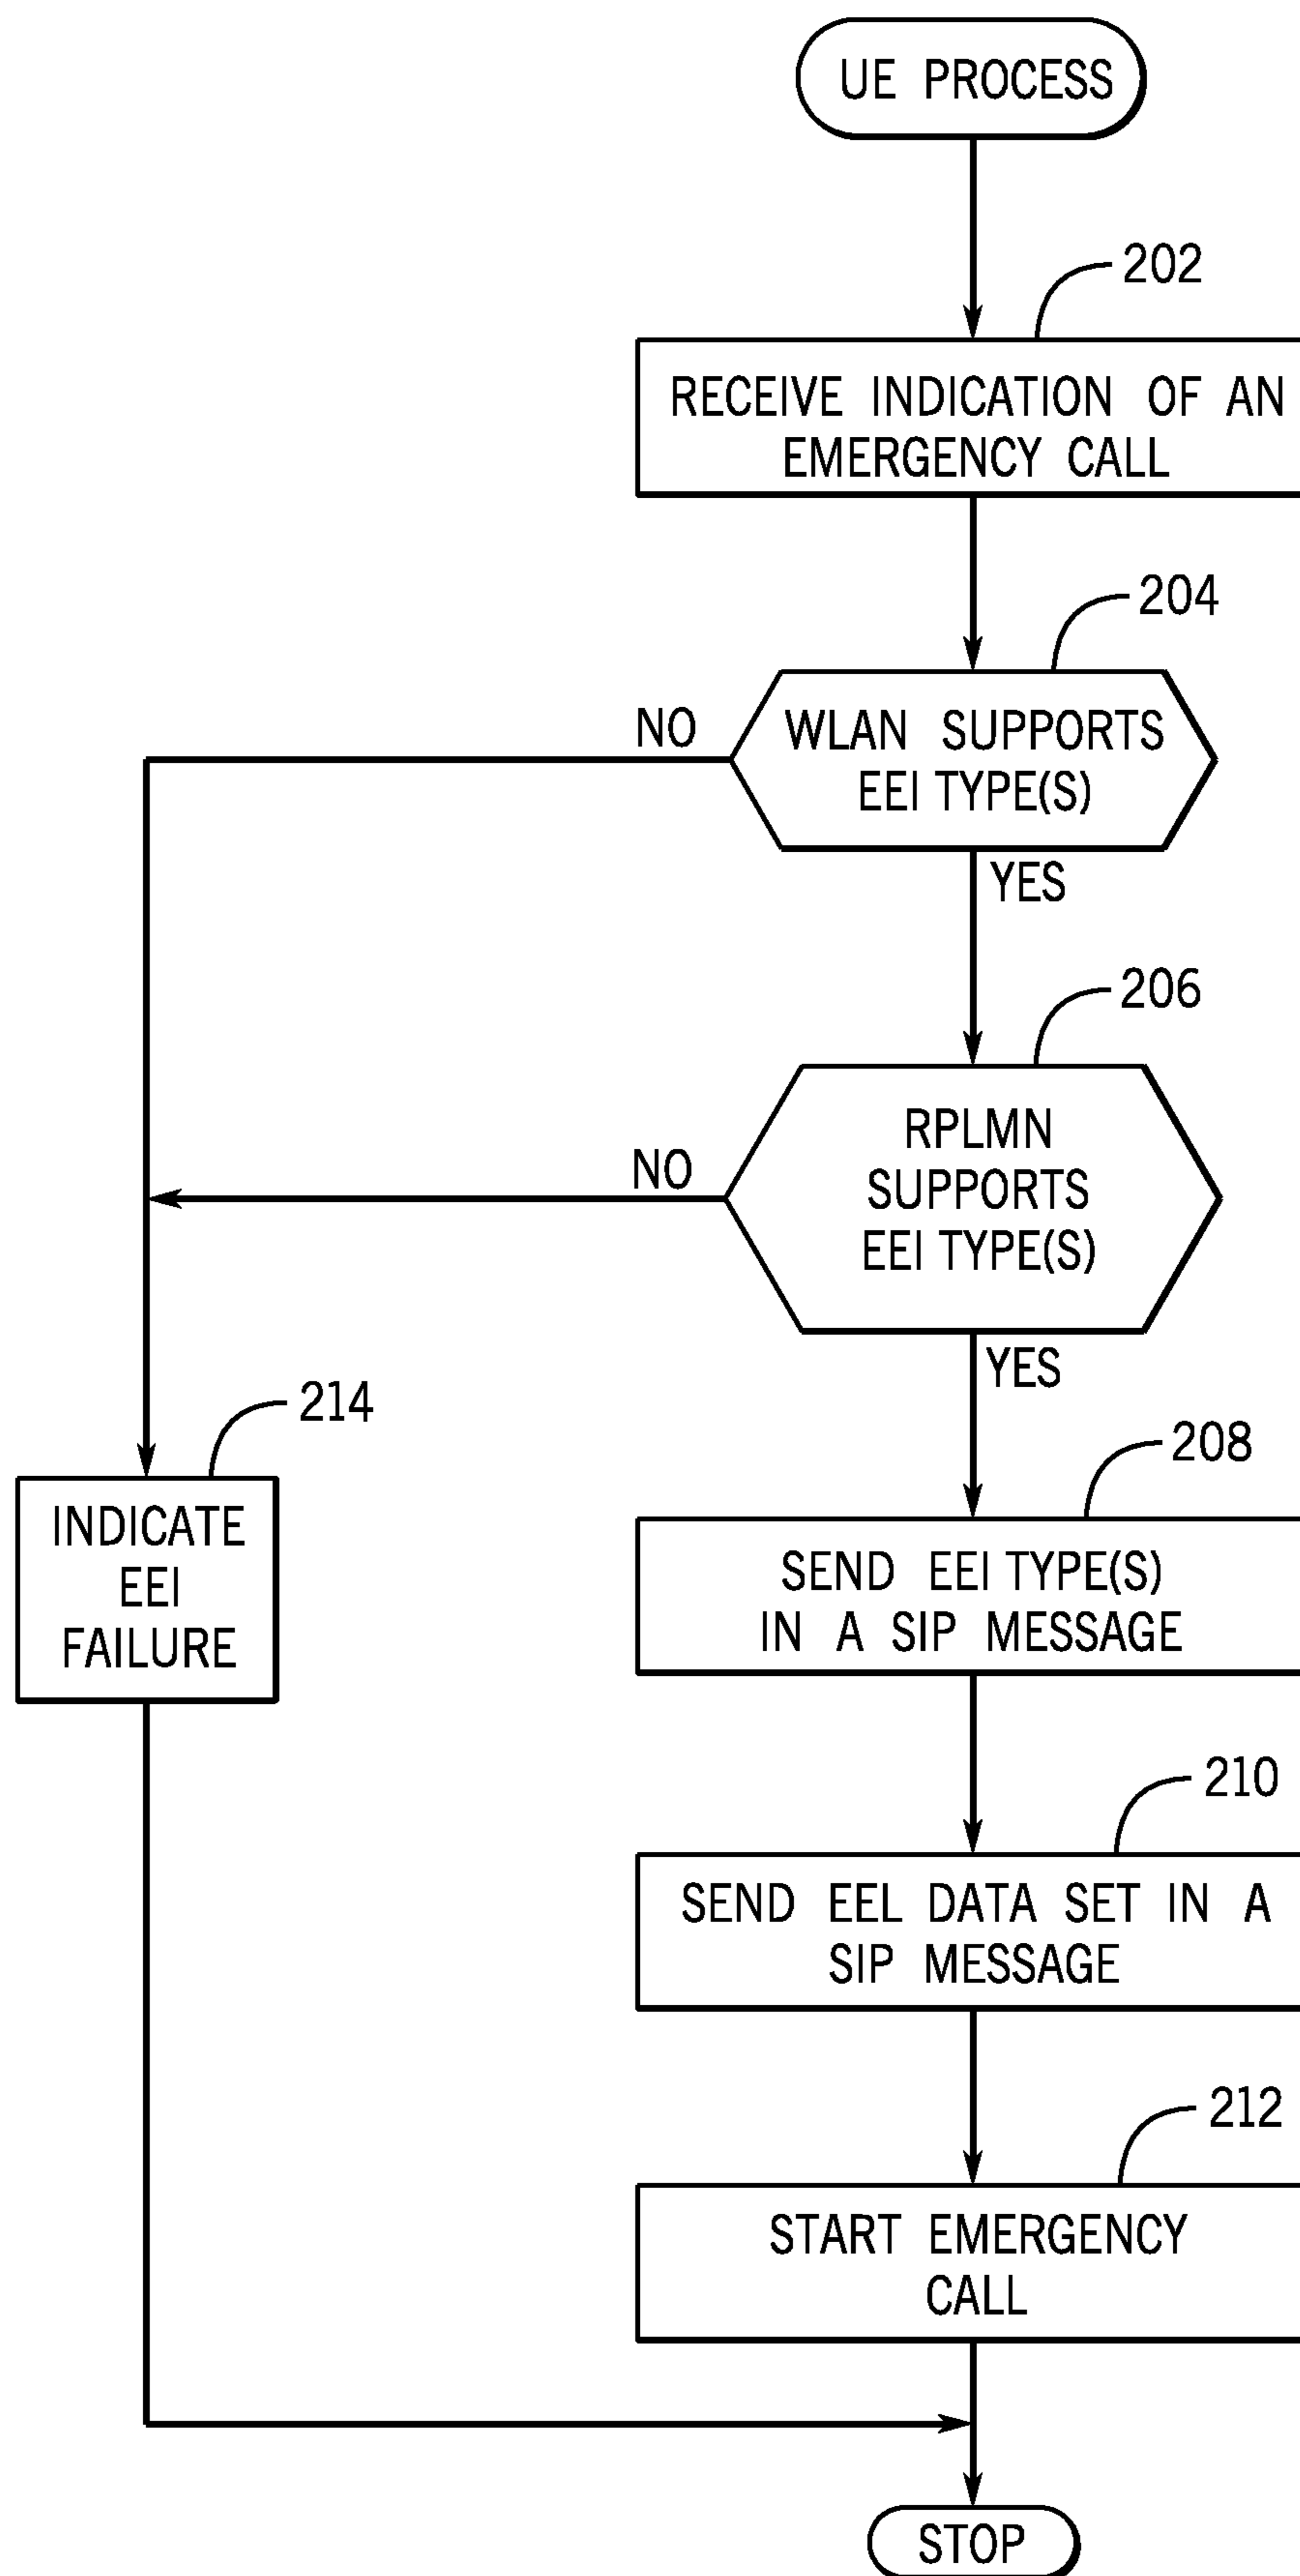 UE PROCESS
202
RECEIVE INDICATION OF AN
EMERGENCY CALL
204
NO
WLAN SUPPORTS
EEI TYPE(S)
YES
206
NO
RPLMN
SUPPORTS
EEI TYPE(S)
YES
214
INDICATE
EEI
FAILURE
208
SEND EEI TYPE(S)
IN A SIP MESSAGE
210
SEND EEL DATA SET IN A
SIP MESSAGE
212
START EMERGENCY
CALL
STOP